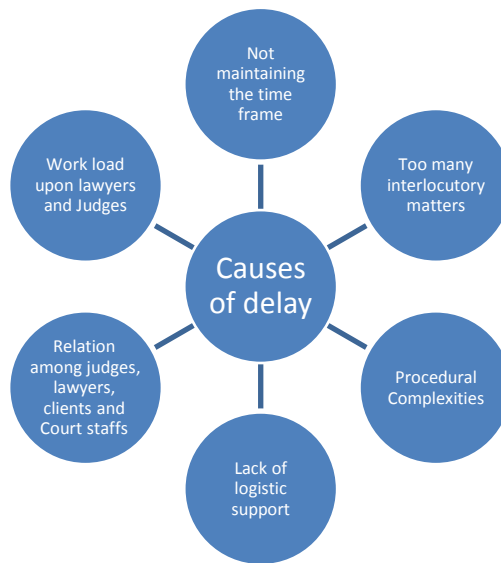 Not
maintaining
the time
frame
Work load
upon lawyers
and Judges
Too many
interlocutory
matters
Causes
of delay
Relation
among judges,
lawyers,
clients and
Court staffs
Procedural
Complexities
Lack of
logistic
support